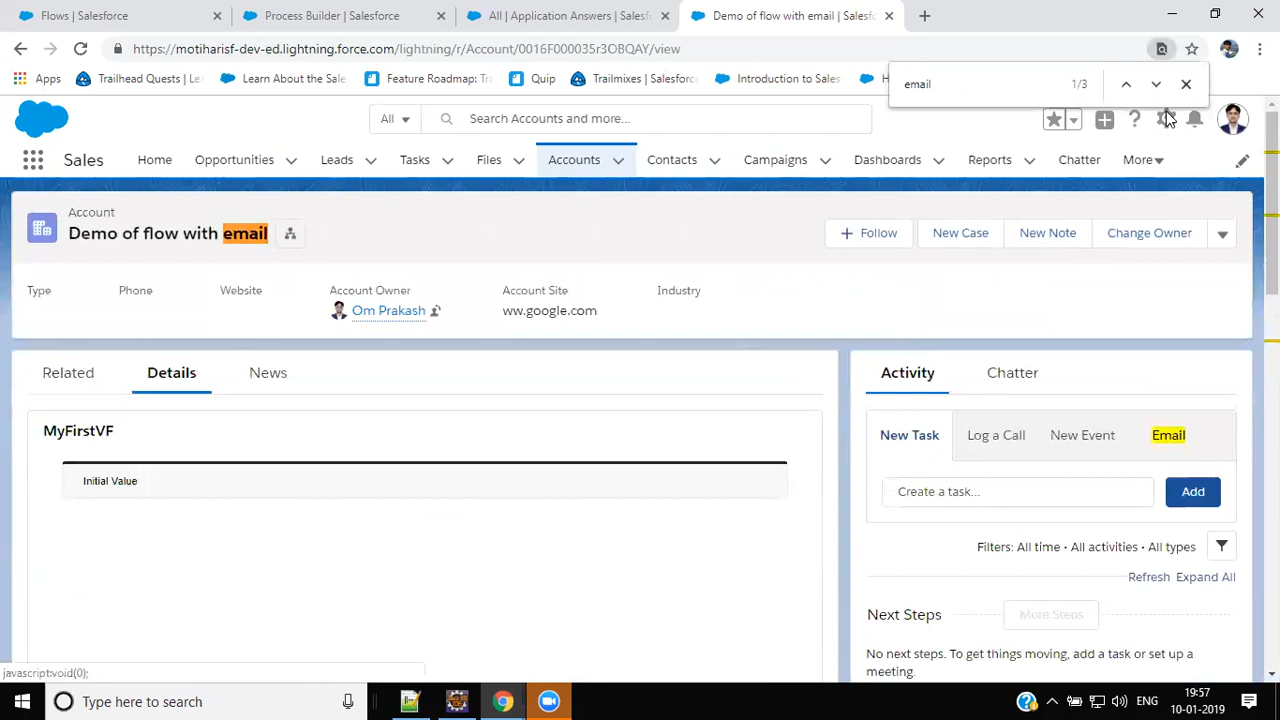 Flows | Salesforce
Process Builder | Salesforce
All | Application Answers | Salesf
Demo of flow with email | Salesf
https://motiharisf-dev-ed.lightning.force.com/lightning/r/Account/0016F000035r3OBQAY/view
Apps
Trailhead Quests | Le
Learn About the Sale
Feature Roadmap: Tr
Quip
Trailmixes | Salesforc
Introduction to Sales
email
1/3
All
Search Accounts and more...
Sales
Home
Opportunities
Leads
Tasks
Files
Accounts
Contacts
Campaigns
Dashboards
Reports
Chatter
More
Account
Demo of flow with email
Follow
New Case
New Note
Change Owner
Type
Phone
Website
Account Owner
Account Site
Industry
Om Prakash
ww.google.com
Related
Details
News
Activity
Chatter
MyFirstVF
New Task
Log a Call
New Event
Email
Initial Value
Create a task...
Add
Filters: All time • All activities • All types
Refresh Expand All
Next Steps
More Steps
No next steps. To get things moving, add a task or set up a
meeting.
javascript:void(0);
Type here to search
ENG
19:57
10-01-2019